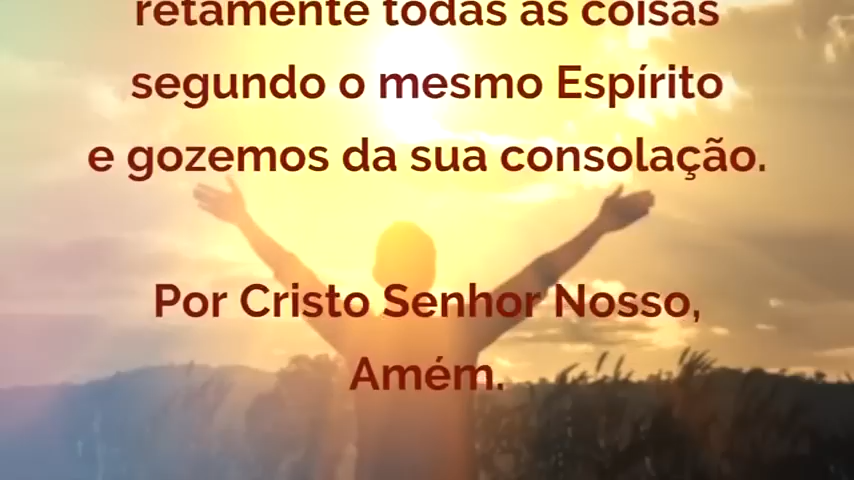 retamente todas as coisas
segundo o mesmo Espírito
e gozemos da sua consolação.
Por Cristo Senhor Nosso,
Amém.